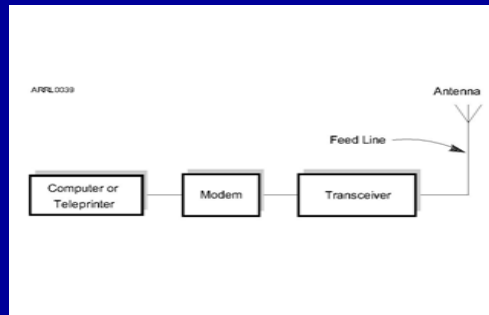 ARRL0039
Antenna
Feed Line
Computer or
Teleprinter
Modem
Transceiver